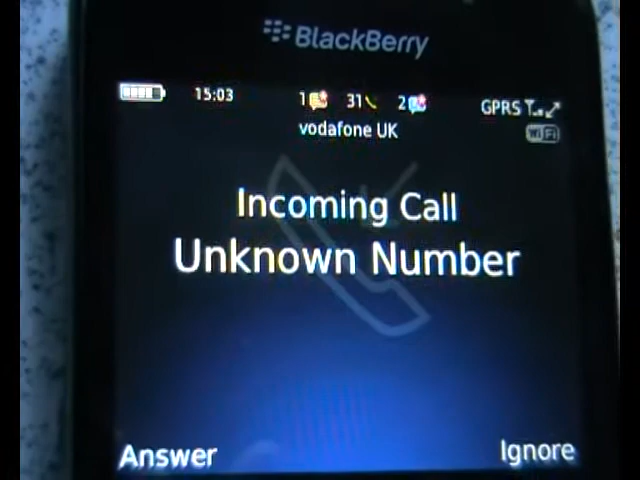 BlackBerry
15:03 1 31 2 GPRS
vodafone UK WiFi
Incoming Call
Unknown Number
Answer Ignore